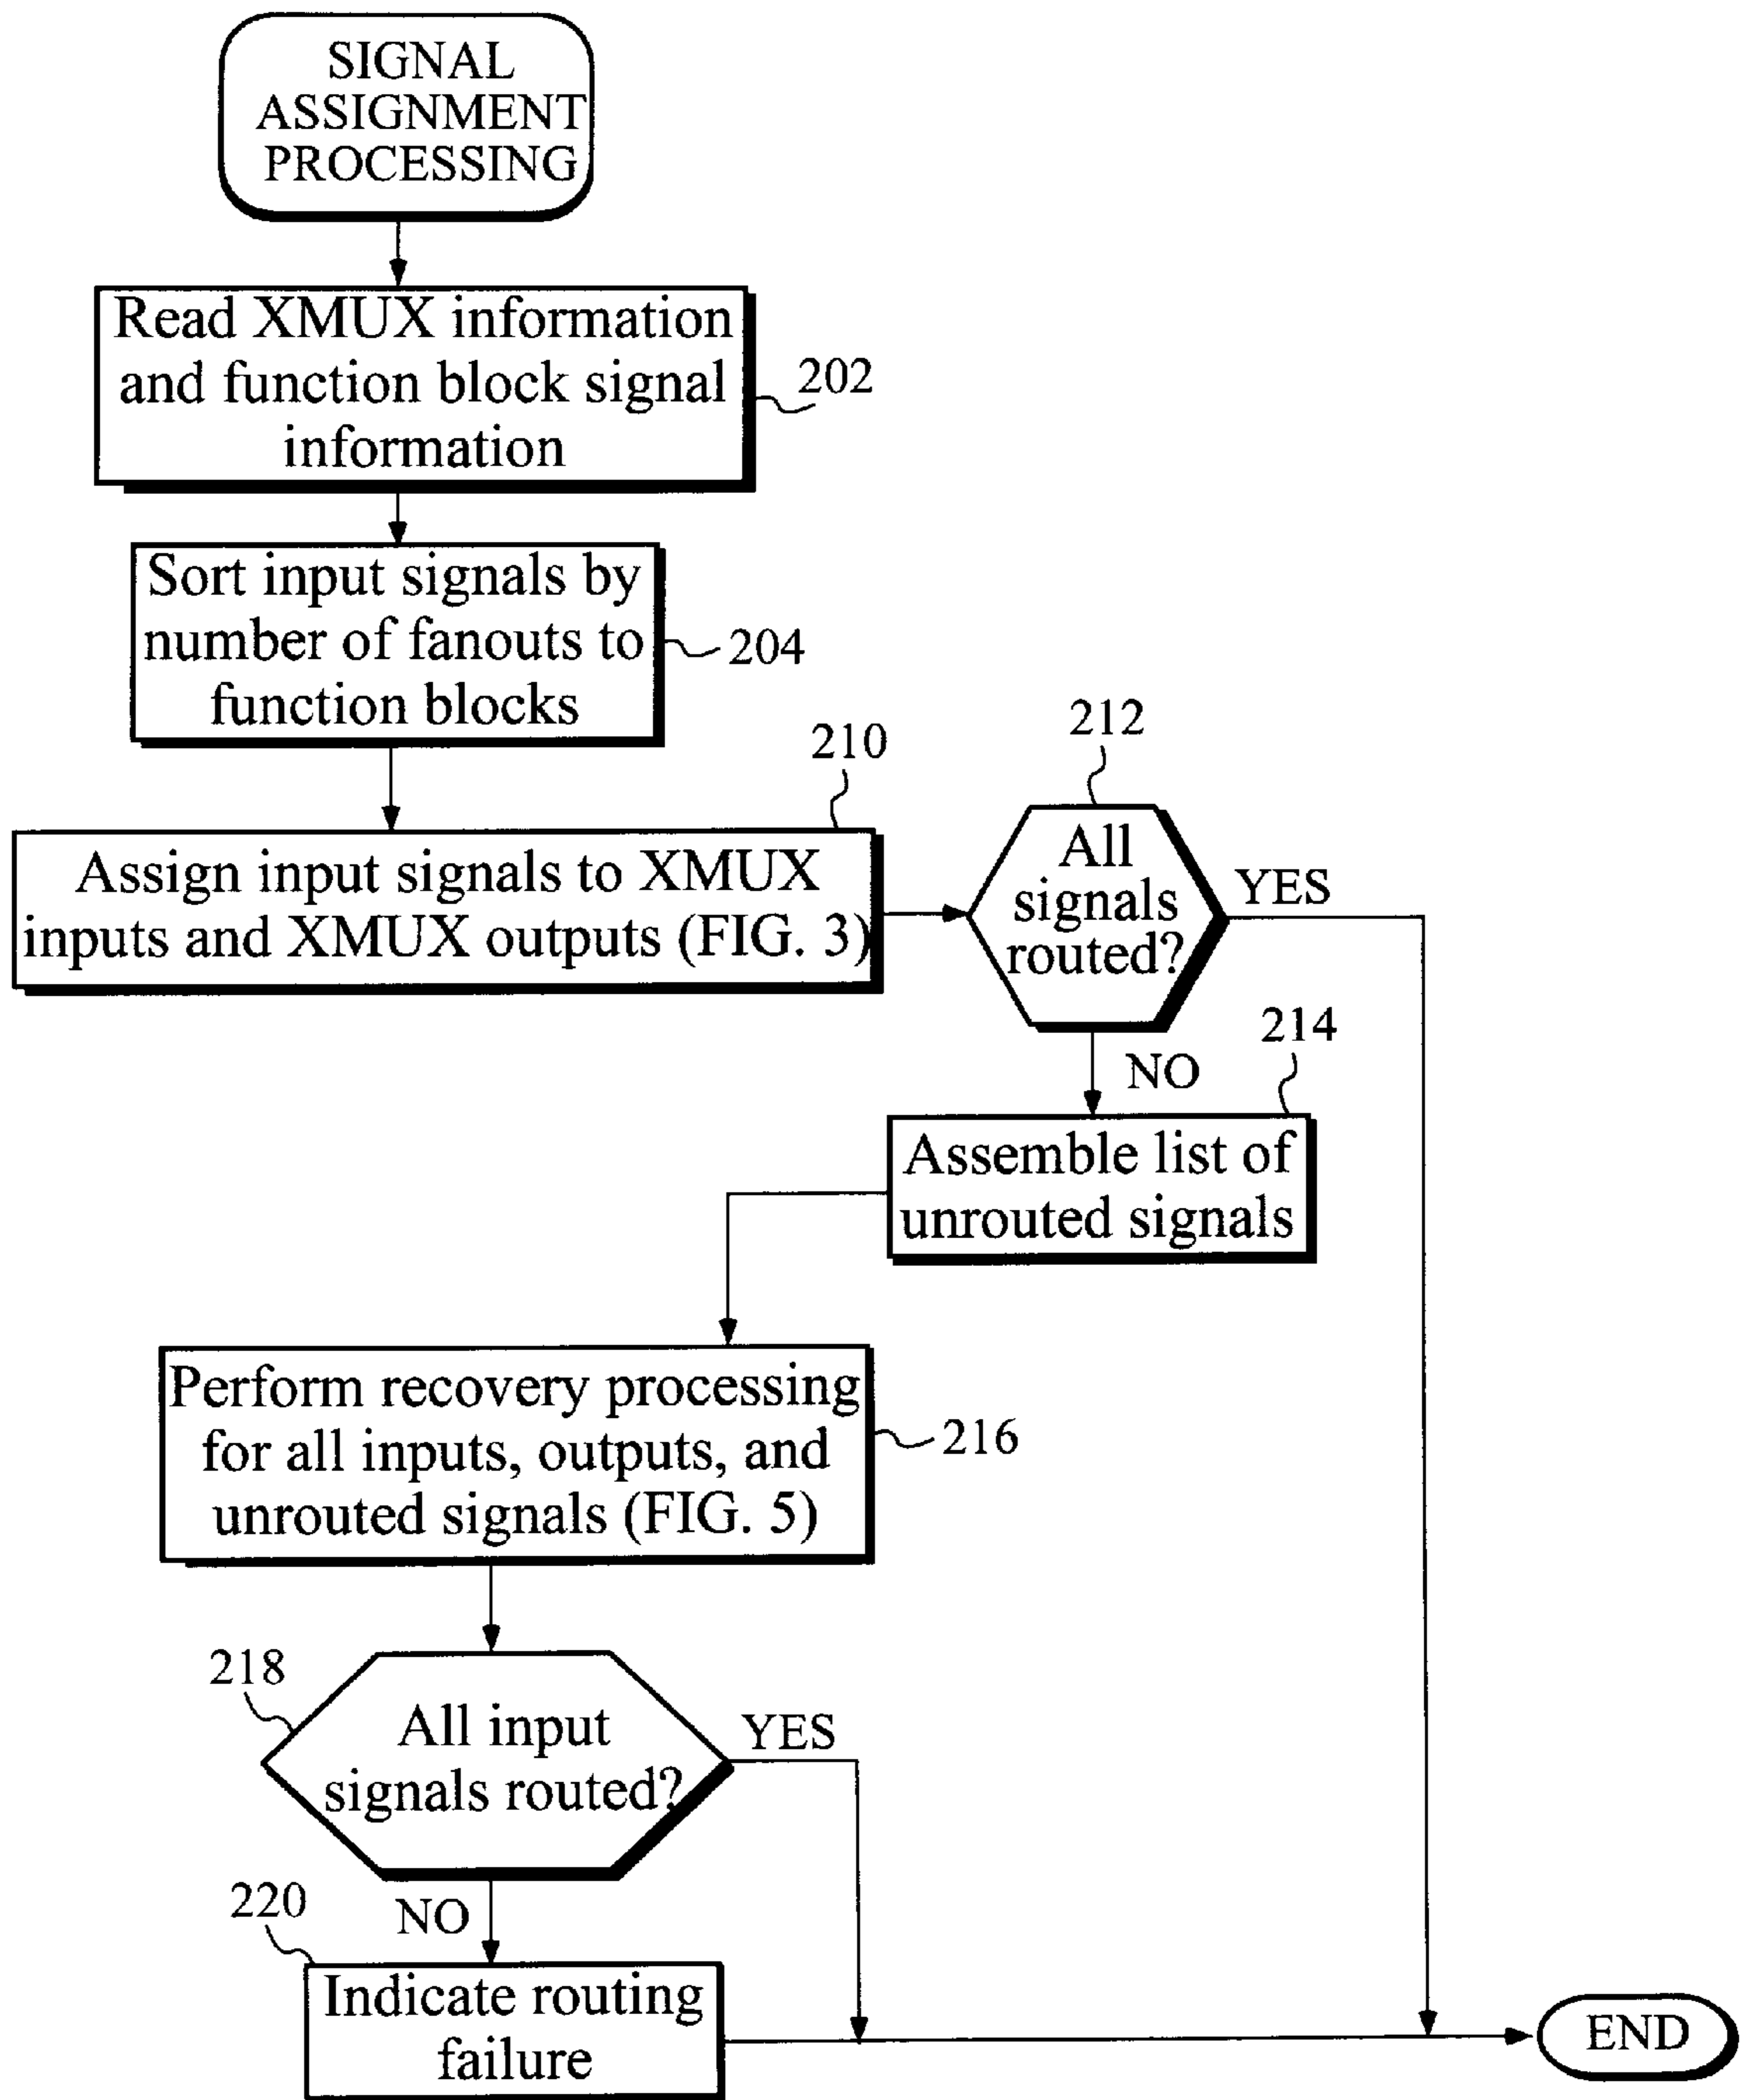 SIGNAL
ASSIGNMENT
PROCESSING
Read XMUX information
and function block signal
information
202
Sort input signals by
number of fanouts to
function blocks
204
210
Assign input signals to XMUX
inputs and XMUX outputs (FIG. 3)
212
All
signals
routed?
YES
NO
214
Assemble list of
unrouted signals
Perform recovery processing
for all inputs, outputs, and
unrouted signals (FIG. 5)
216
218
All input
signals routed?
YES
NO
220
Indicate routing
failure
END